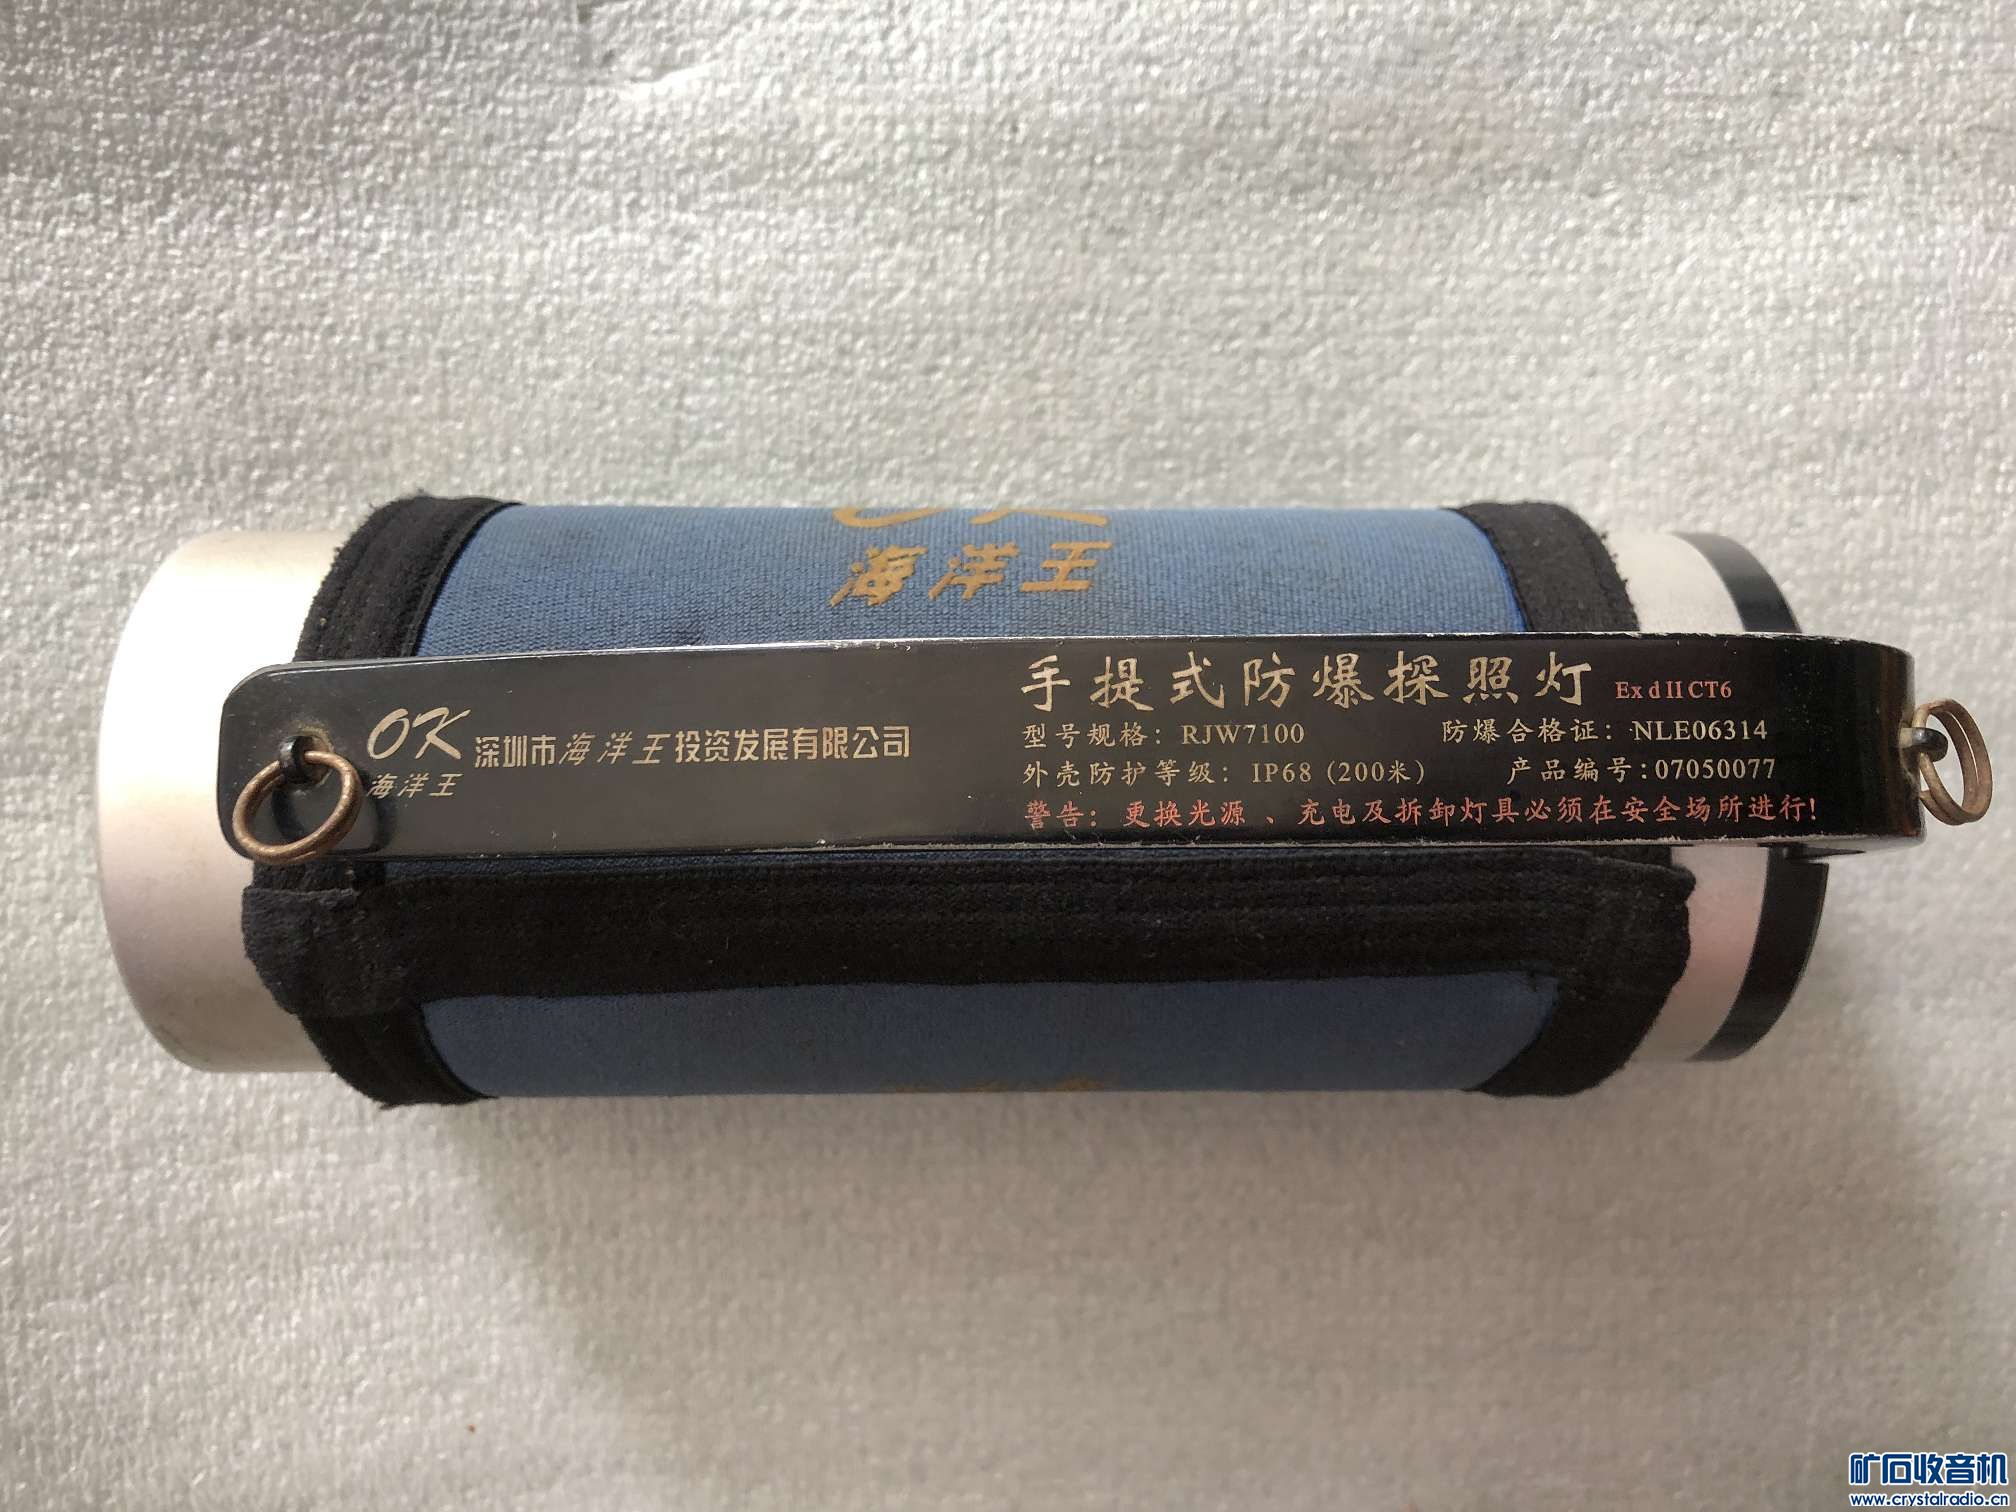 OK
海洋王
OK
海洋王
深圳市海洋王投资发展有限公司
手提式防爆探照灯 Ex d II CT6
型号规格：RJW7100 防爆合格证：NLE06314
外壳防护等级：IP68 (200米) 产品编号：07050077
警告：更换光源、充电及拆卸灯具必须在安全场所进行！
矿石收音机
www.crystalradio.cn